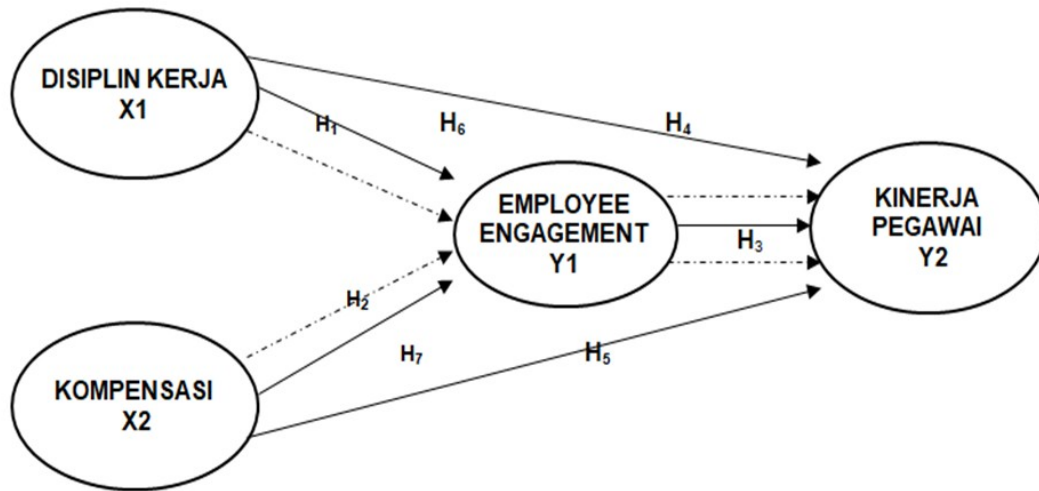 DISIPLIN KERJA
X1
H₁
H₆
H₄
EMPLOYEE
ENGAGEMENT
Y1
H₃
KINERJA
PEGAWAI
Y2
H₂
H₇
H₅
KOMPENSASI
X2